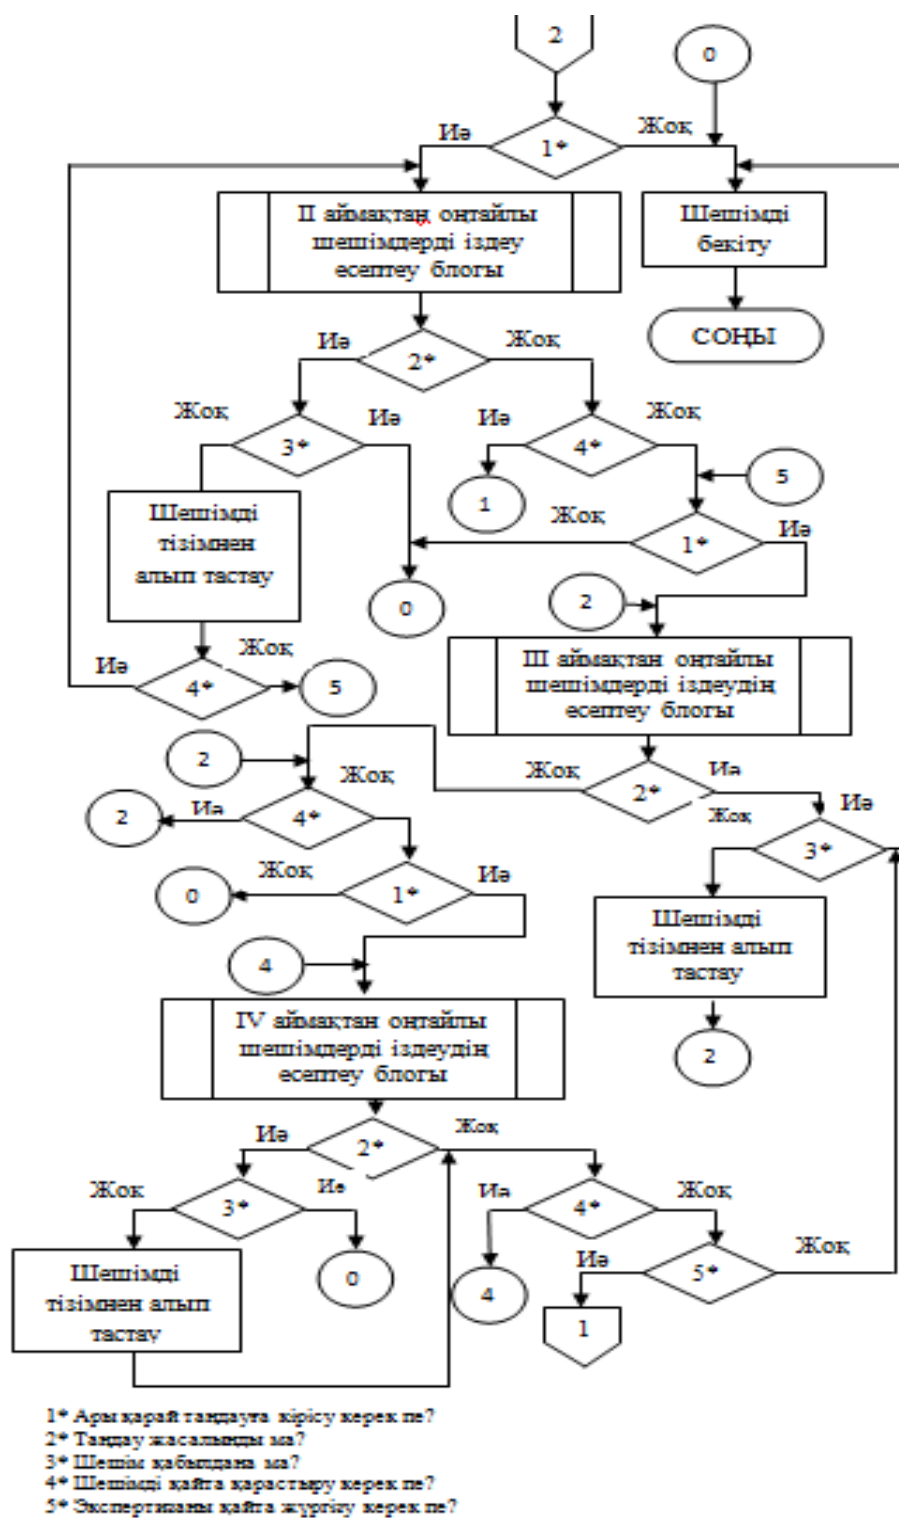 2
0
Иә
1*
Жоқ
II аймақтаң оңтайлы
шешімдерді іздеу
есептеу блогы
Шешімді
бекіту
СОҢЫ
Иә
2*
Жоқ
Жоқ
3*
Иә
Иә
4*
Жоқ
5
1
Шешімді
тізімнен
алып тастау
Жоқ
1*
Иә
0
2
Иә
4*
Жоқ
5
III аймақтан оңтайлы
шешімдерді іздеудің
есептеу блогы
2
Жоқ
Жоқ
2*
Иә
2
Иә
4*
Жоқ
3*
Иә
0
Жоқ
1*
Иә
Шешімді
тізімнен алып
тастау
4
IV аймақтан оңтайлы
шешімдерді іздеудің
есептеу блогы
2
Иә
2*
Жоқ
Жоқ
3*
Иә
Иә
4*
Жоқ
Шешімді
тізімнен алып
тастау
0
4
Иә
5*
Жоқ
1
1* Ары қарай таңдауға кірісу керек пе?
2* Таңдау жасалынды ма?
3* Шешім қабылдана ма?
4* Шешімді қайта қарастыру керек пе?
5* Экспертизаны қайта жүргізу керек пе?